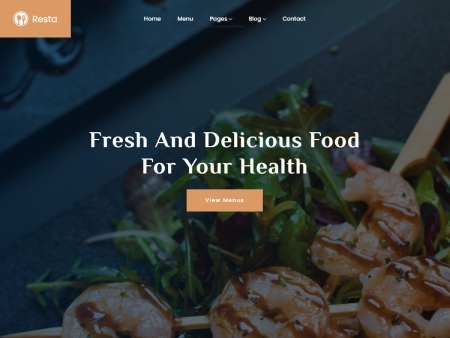 Resta
Home Menu Pages Blog Contact
Fresh And Delicious Food
For Your Health
View Menus